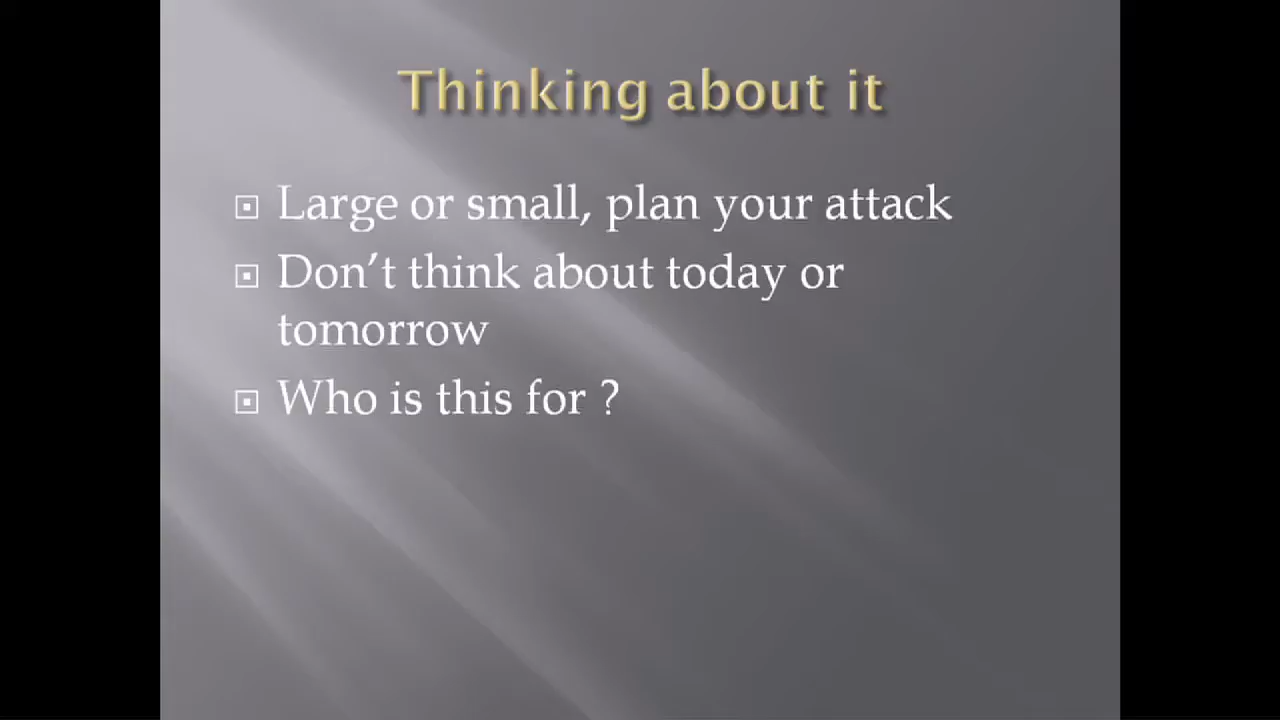 Thinking about it
Large or small, plan your attack
Don’t think about today or
tomorrow
Who is this for ?